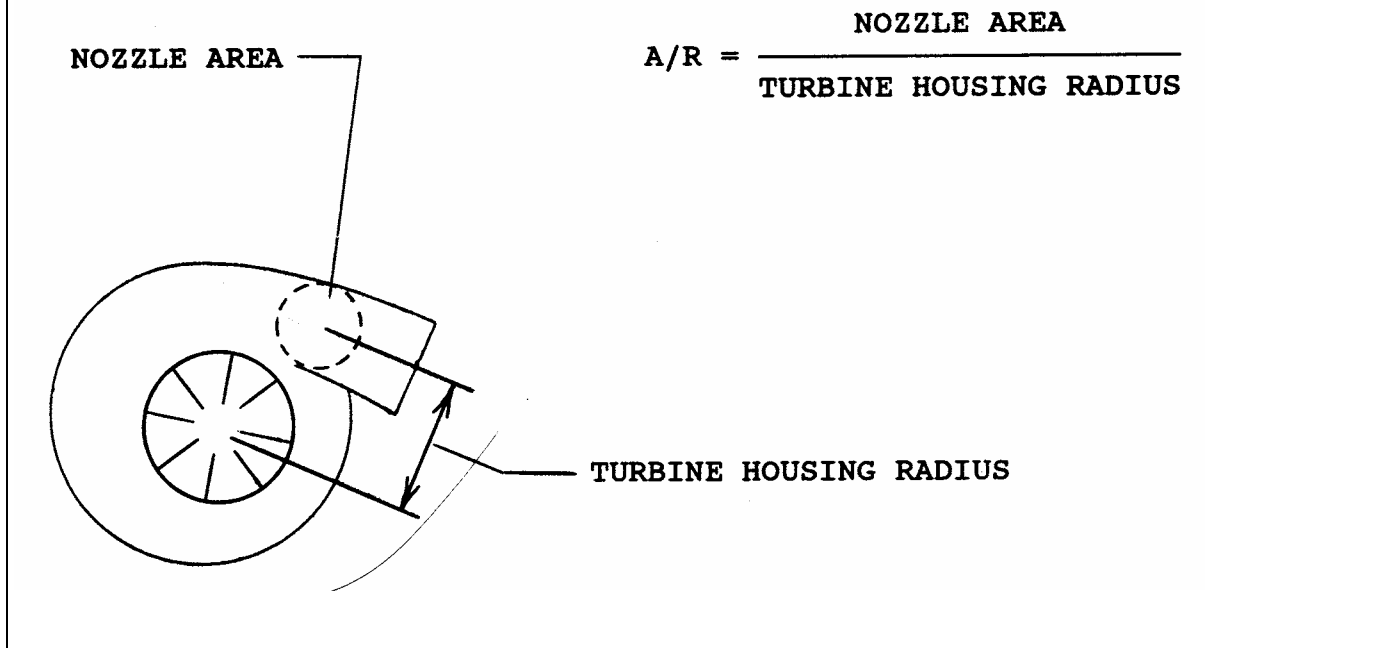 NOZZLE AREA
A/R = NOZZLE AREA
TURBINE HOUSING RADIUS
TURBINE HOUSING RADIUS